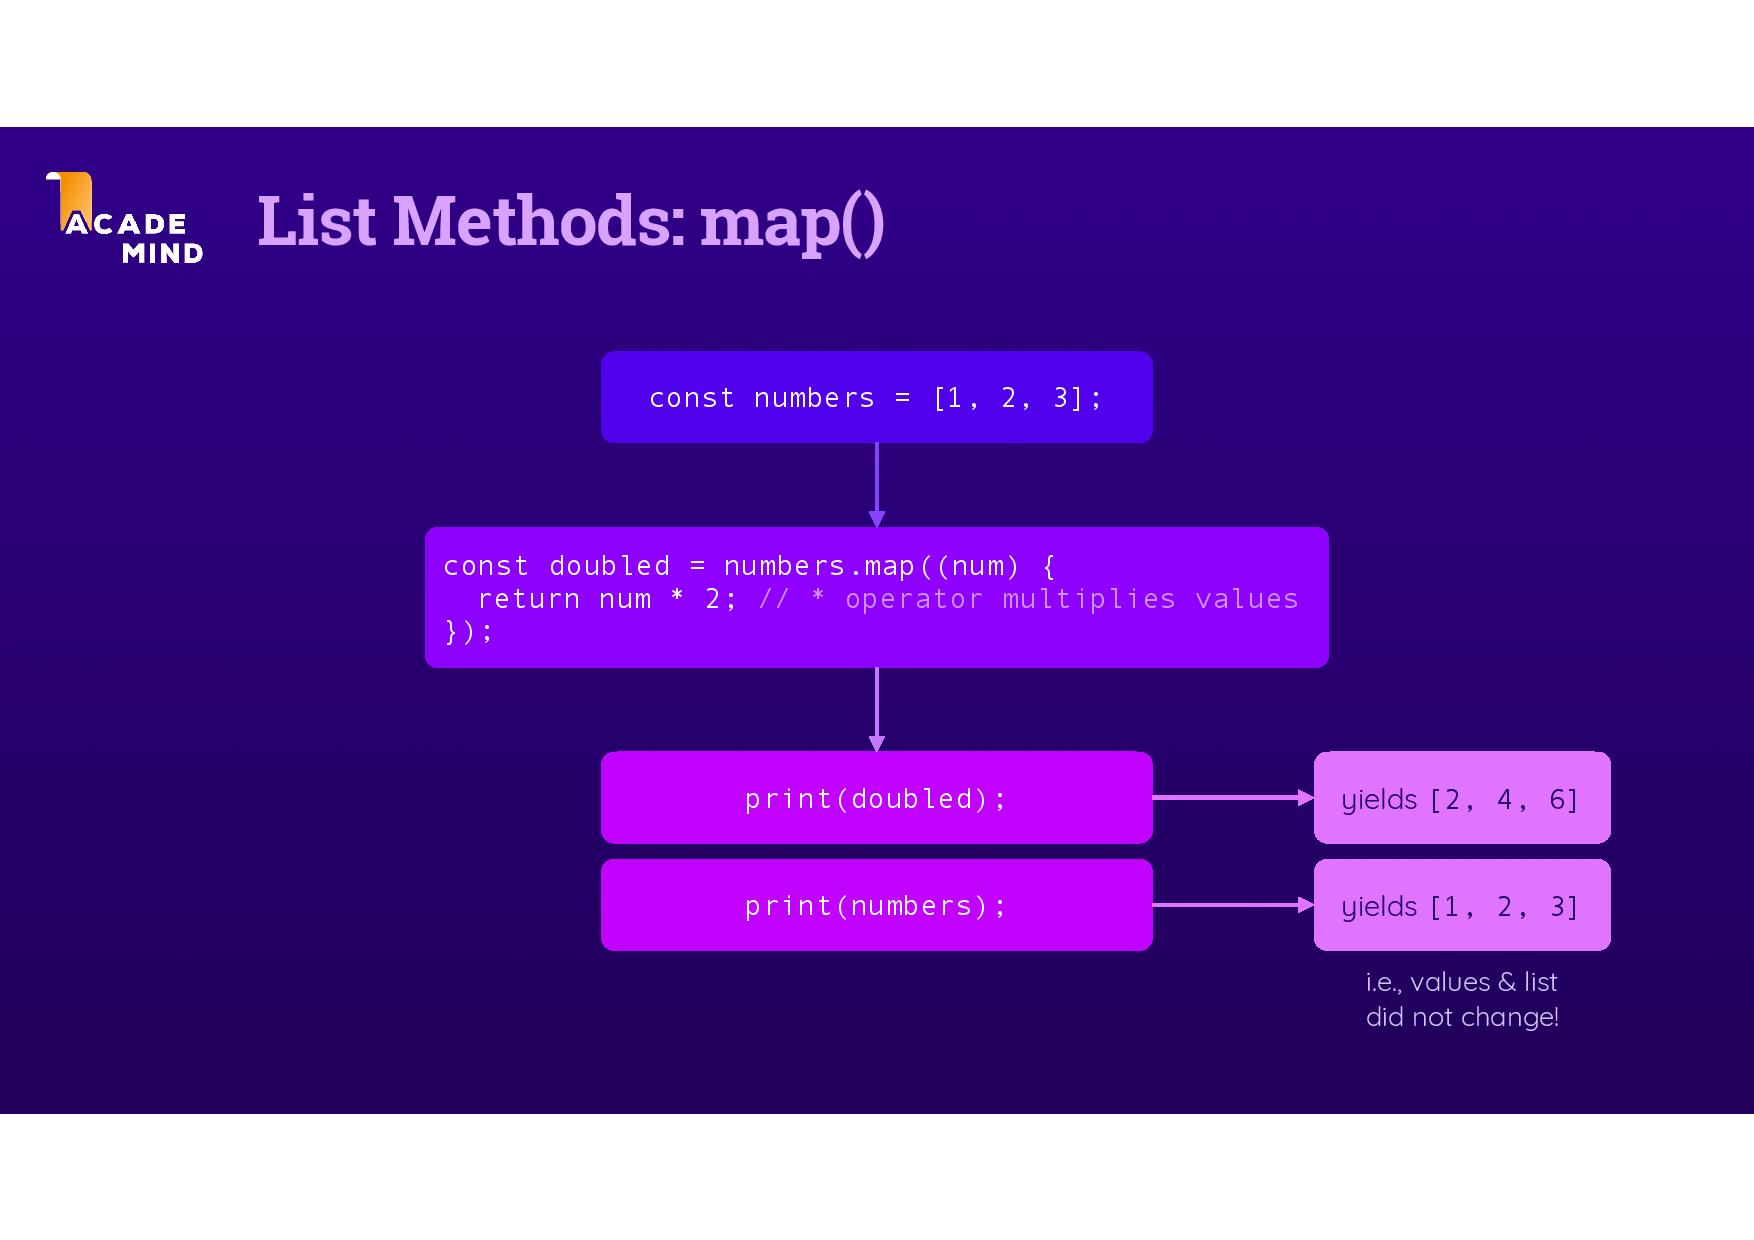 ACADE
MIND
List Methods: map()
const numbers = [1, 2, 3];
const doubled = numbers.map((num) {
  return num * 2; // * operator multiplies values
});
print(doubled);
yields [2, 4, 6]
print(numbers);
yields [1, 2, 3]
i.e., values & list
did not change!